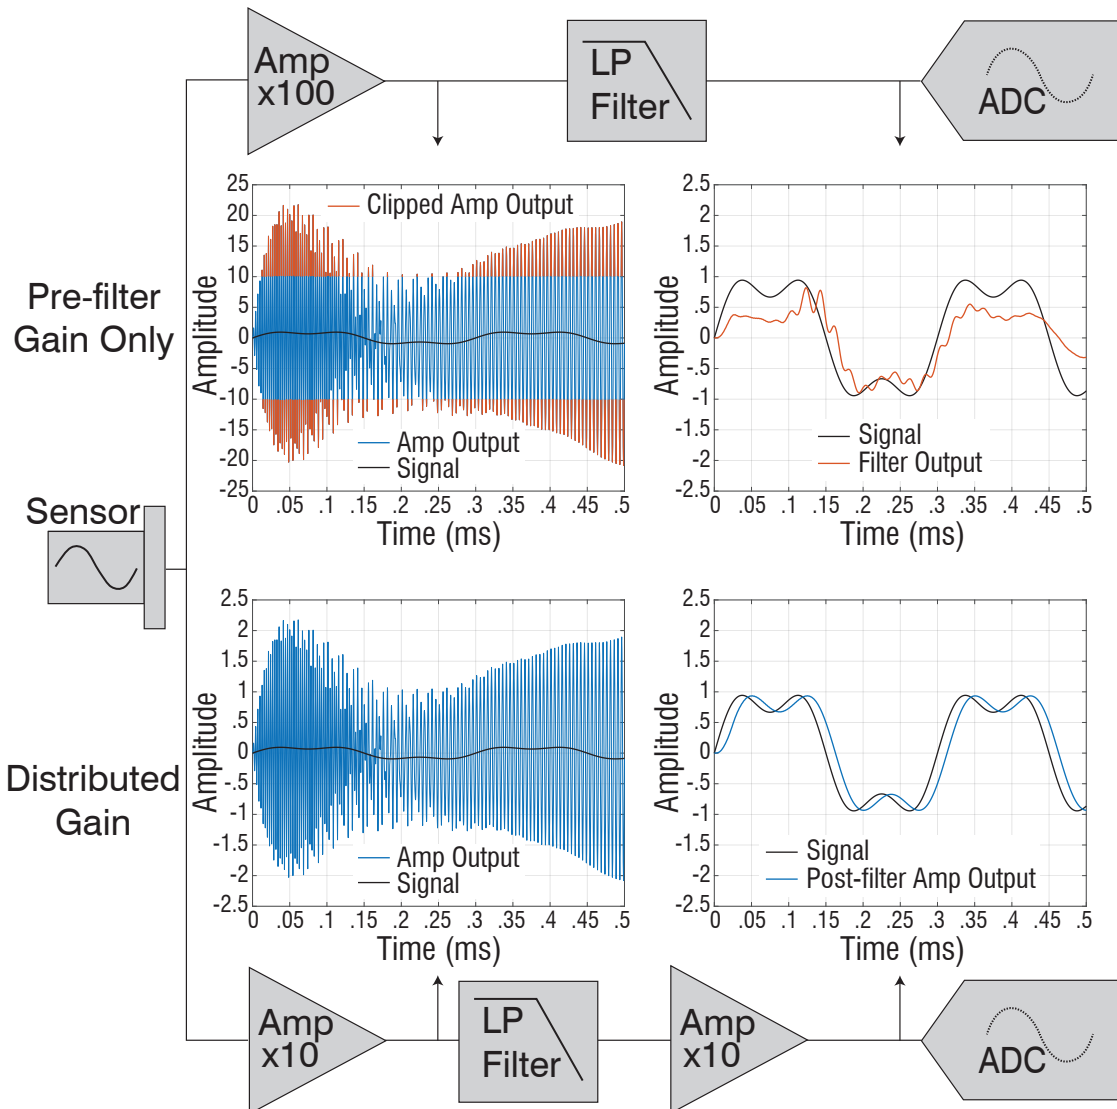 Amp
x100
LP
Filter
ADC
Pre-filter
Gain Only
Amplitude
25
20
15
10
5
0
-5
-10
-15
-20
-25
Clipped Amp Output
Amp Output
Signal
0 .05 .1 .15 .2 .25 .3 .35 .4 .45 .5
Time (ms)
Amplitude
2.5
2
1.5
1
.5
0
-.5
-1
-1.5
-2
-2.5
Signal
Filter Output
0 .05 .1 .15 .2 .25 .3 .35 .4 .45 .5
Time (ms)
Sensor
Distributed
Gain
Amplitude
2.5
2
1.5
1
.5
0
-.5
-1
-1.5
-2
-2.5
Amp Output
Signal
0 .05 .1 .15 .2 .25 .3 .35 .4 .45 .5
Time (ms)
Amplitude
2.5
2
1.5
1
.5
0
-.5
-1
-1.5
-2
-2.5
Signal
Post-filter Amp Output
0 .05 .1 .15 .2 .25 .3 .35 .4 .45 .5
Time (ms)
Amp
x10
LP
Filter
Amp
x10
ADC